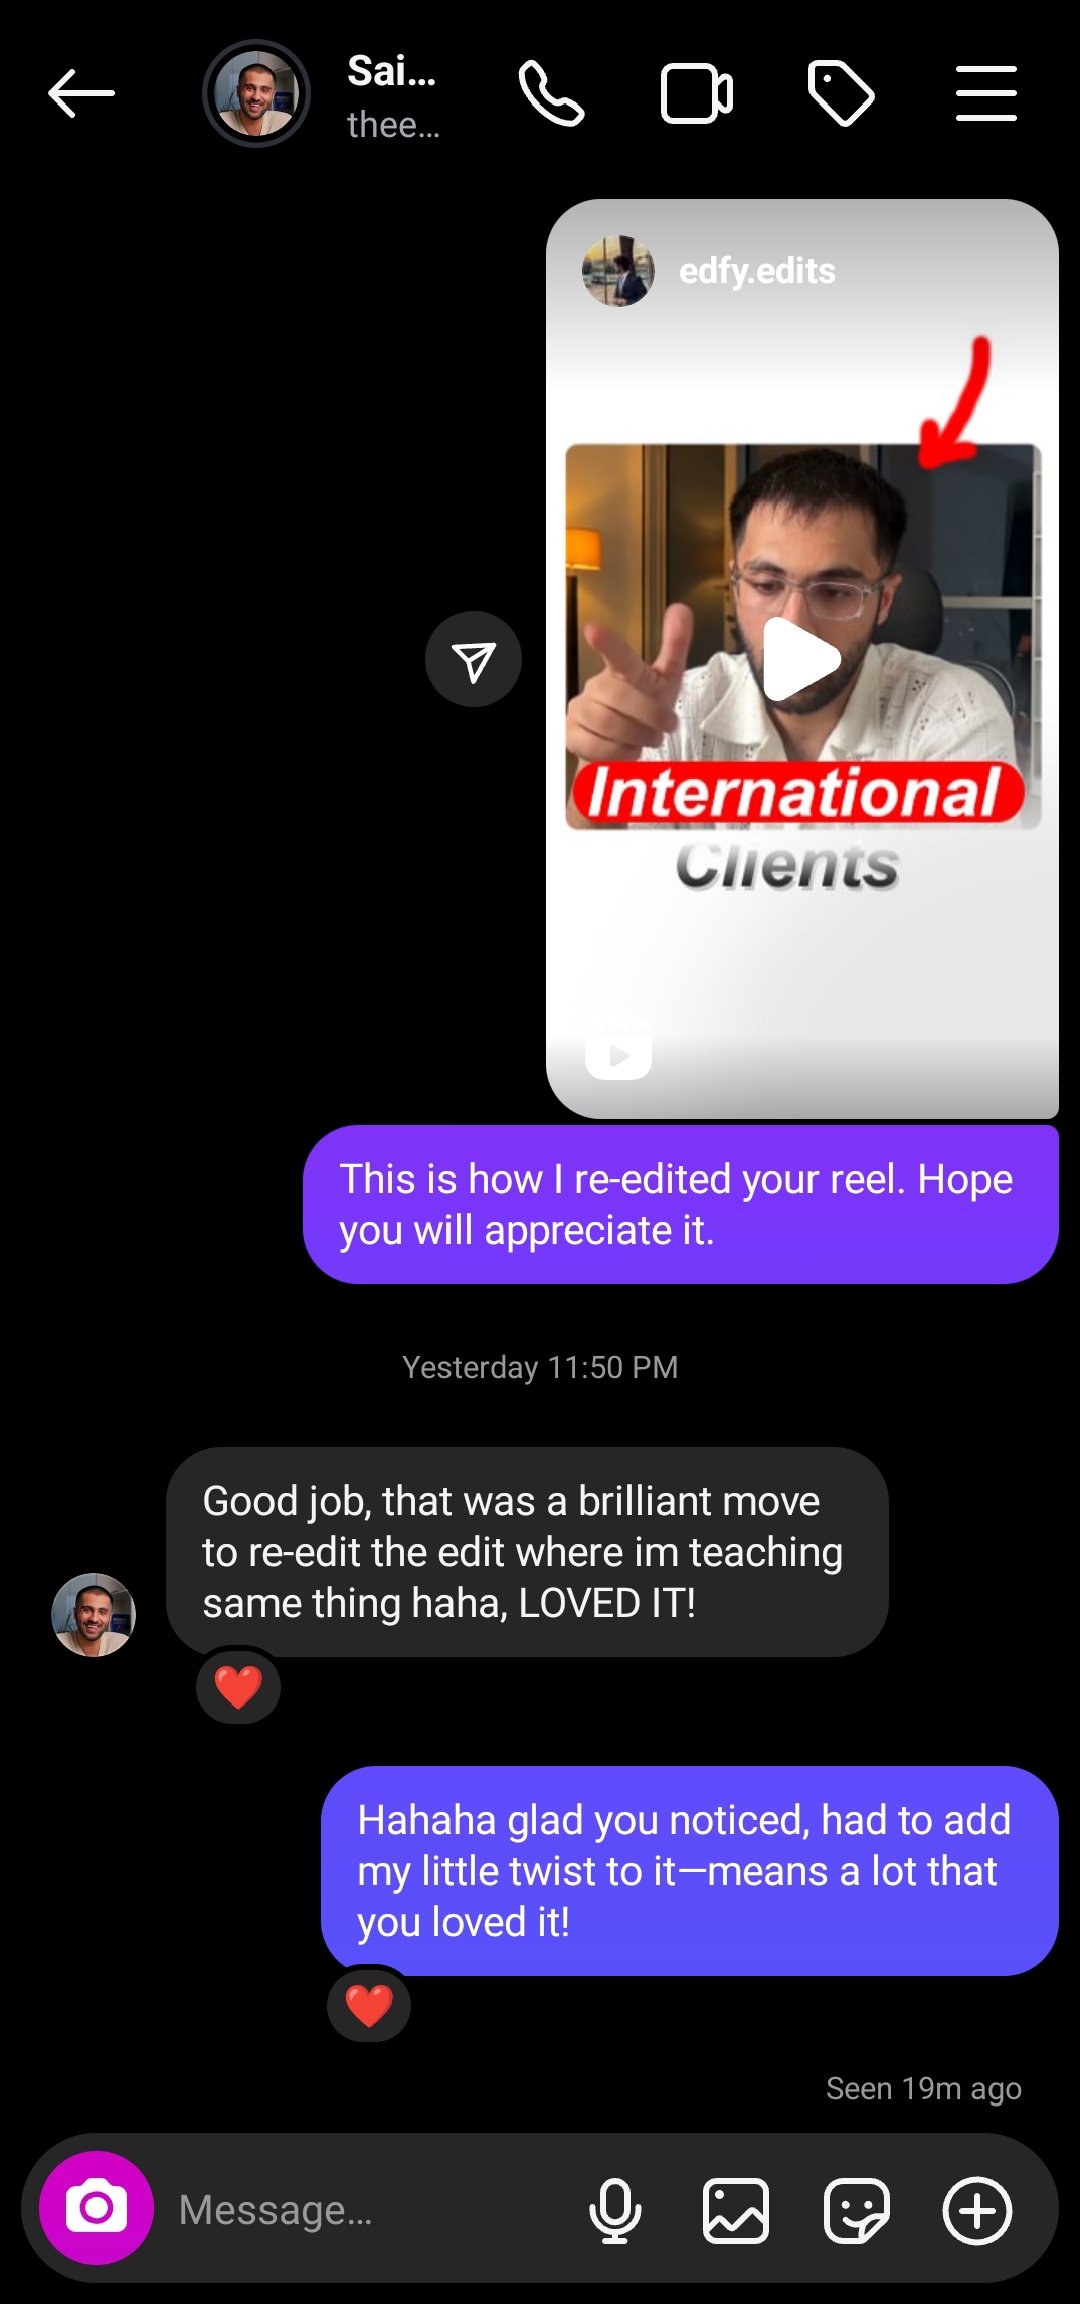 Sai...
thee...
edfy.edits
International
Clients
This is how I re-edited your reel. Hope
you will appreciate it.
Yesterday 11:50 PM
Good job, that was a brilliant move
to re-edit the edit where im teaching
same thing haha, LOVED IT!
Hahaha glad you noticed, had to add
my little twist to it—means a lot that
you loved it!
Seen 19m ago
Message...